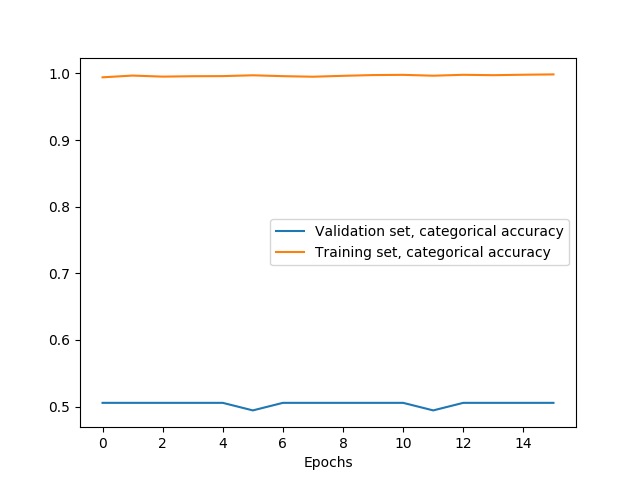 1.0
0.9
0.8
0.7
0.6
0.5
Validation set, categorical accuracy
Training set, categorical accuracy
0 2 4 6 8 10 12 14
Epochs